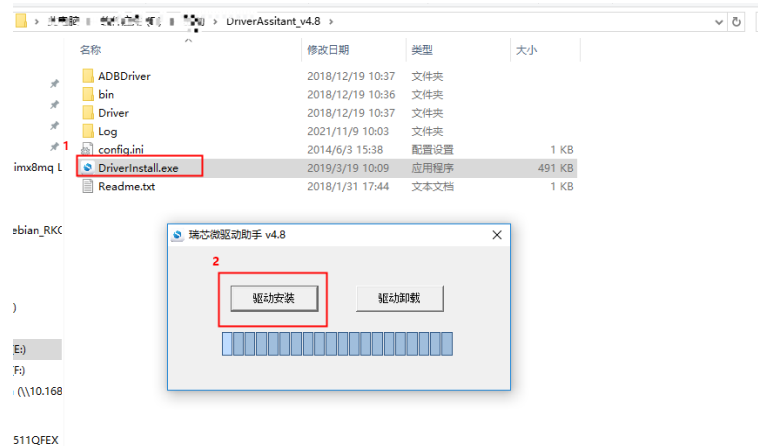 DriverAssitant_v4.8
名称 修改日期 类型 大小
ADBDriver 2018/12/19 10:37 文件夹
bin 2018/12/19 10:36 文件夹
Driver 2018/12/19 10:37 文件夹
Log 2021/11/9 10:03 文件夹
1 config.ini 2014/6/3 15:38 配置设置 1 KB
imx8mq L DriverInstall.exe 2019/3/19 10:09 应用程序 491 KB
Readme.txt 2018/1/31 17:44 文本文档 1 KB
ebian_RKC
瑞芯微驱动助手 v4.8
2
驱动安装 驱动卸载
)
(E:)
(F:)
(\\10.168
511QFEX